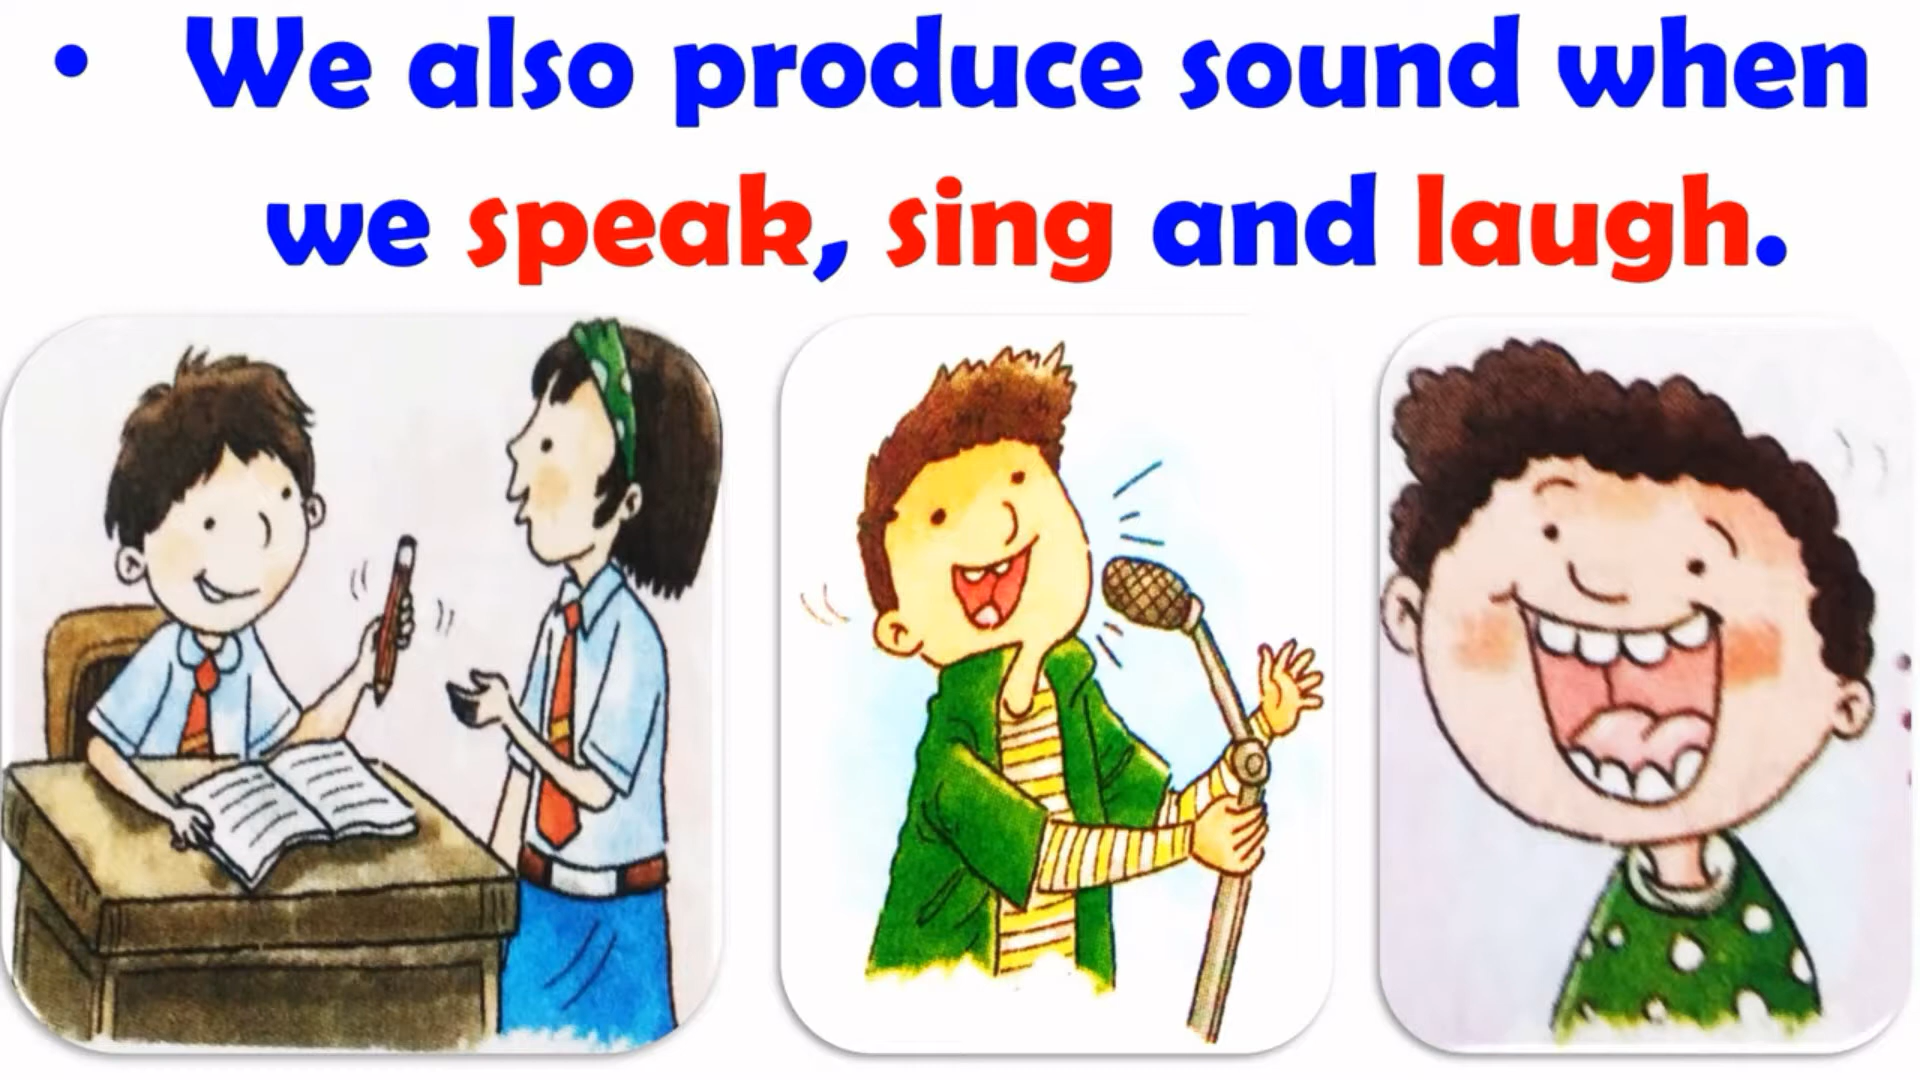 • We also produce sound when
we speak, sing and laugh.